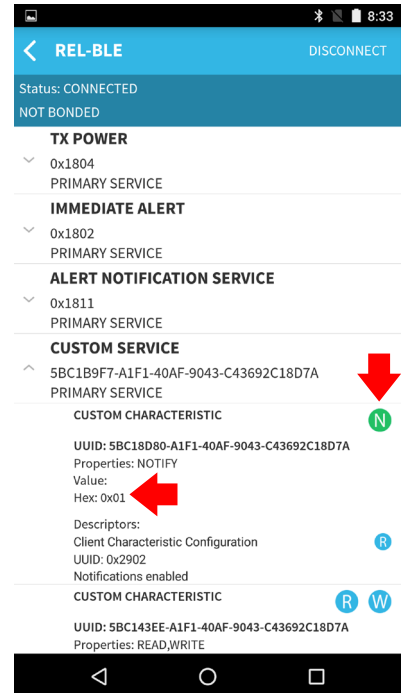 8:33
REL-BLE
DISCONNECT
Status: CONNECTED
NOT BONDED
TX POWER
0x1804
PRIMARY SERVICE
IMMEDIATE ALERT
0x1802
PRIMARY SERVICE
ALERT NOTIFICATION SERVICE
0x1811
PRIMARY SERVICE
CUSTOM SERVICE
5BC1B9F7-A1F1-40AF-9043-C43692C18D7A
PRIMARY SERVICE
CUSTOM CHARACTERISTIC
N
UUID: 5BC18D80-A1F1-40AF-9043-C43692C18D7A
Properties: NOTIFY
Value:
Hex: 0x01
Descriptors:
Client Characteristic Configuration
R
UUID: 0x2902
Notifications enabled
CUSTOM CHARACTERISTIC
R W
UUID: 5BC143EE-A1F1-40AF-9043-C43692C18D7A
Properties: READ,WRITE